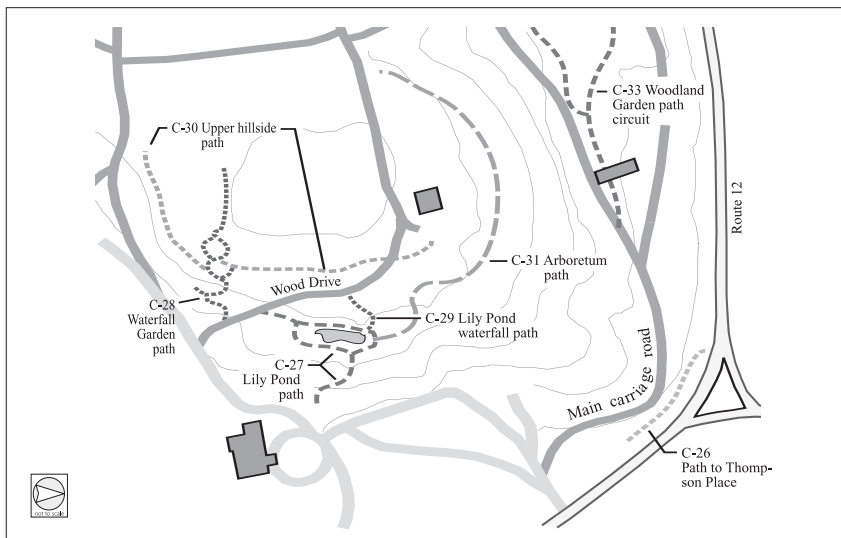 C-33 Woodland
Garden path
circuit
C-30 Upper hillside
path
Route 12
C-31 Arboretum
path
Wood Drive
C-28
Waterfall
Garden
path
C-29 Lily Pond
waterfall path
C-27
Lily Pond
path
Main carriage road
C-26
Path to Thomp-
son Place
not to scale